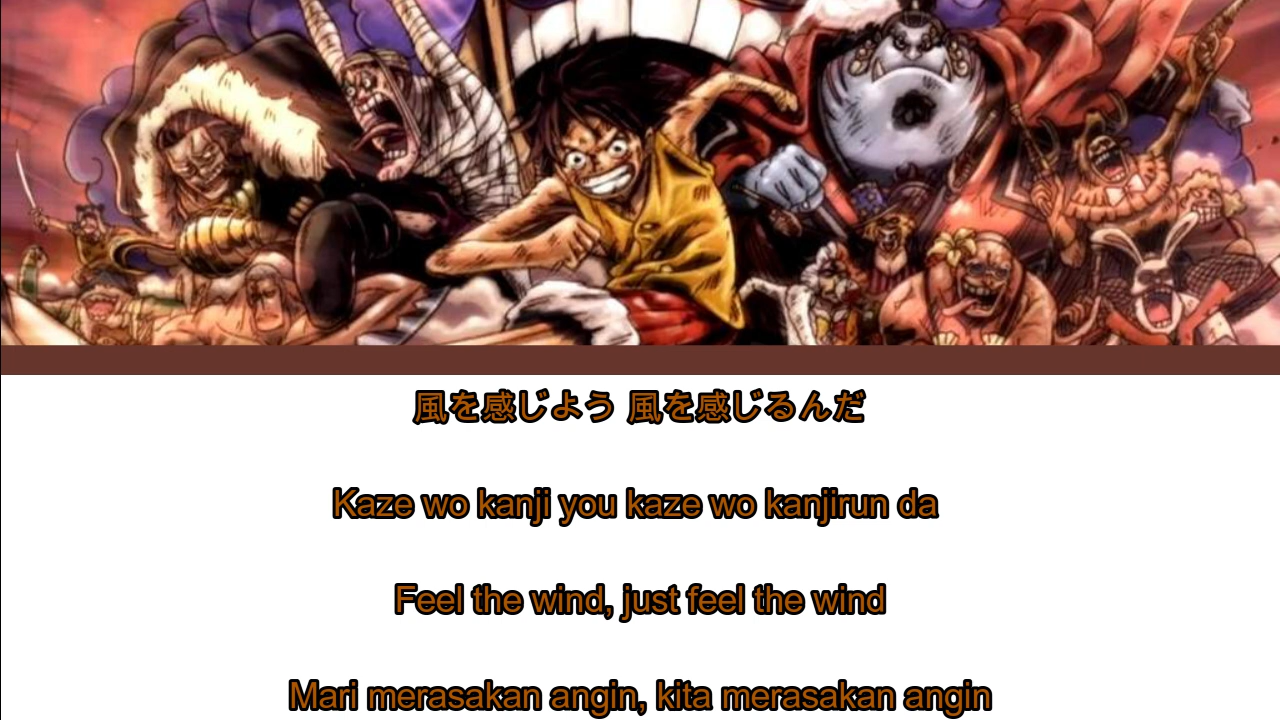 風を感じよう 風を感じるんだ
Kaze wo kanji you kaze wo kanjirun da
Feel the wind, just feel the wind
Mari merasakan angin, kita merasakan angin